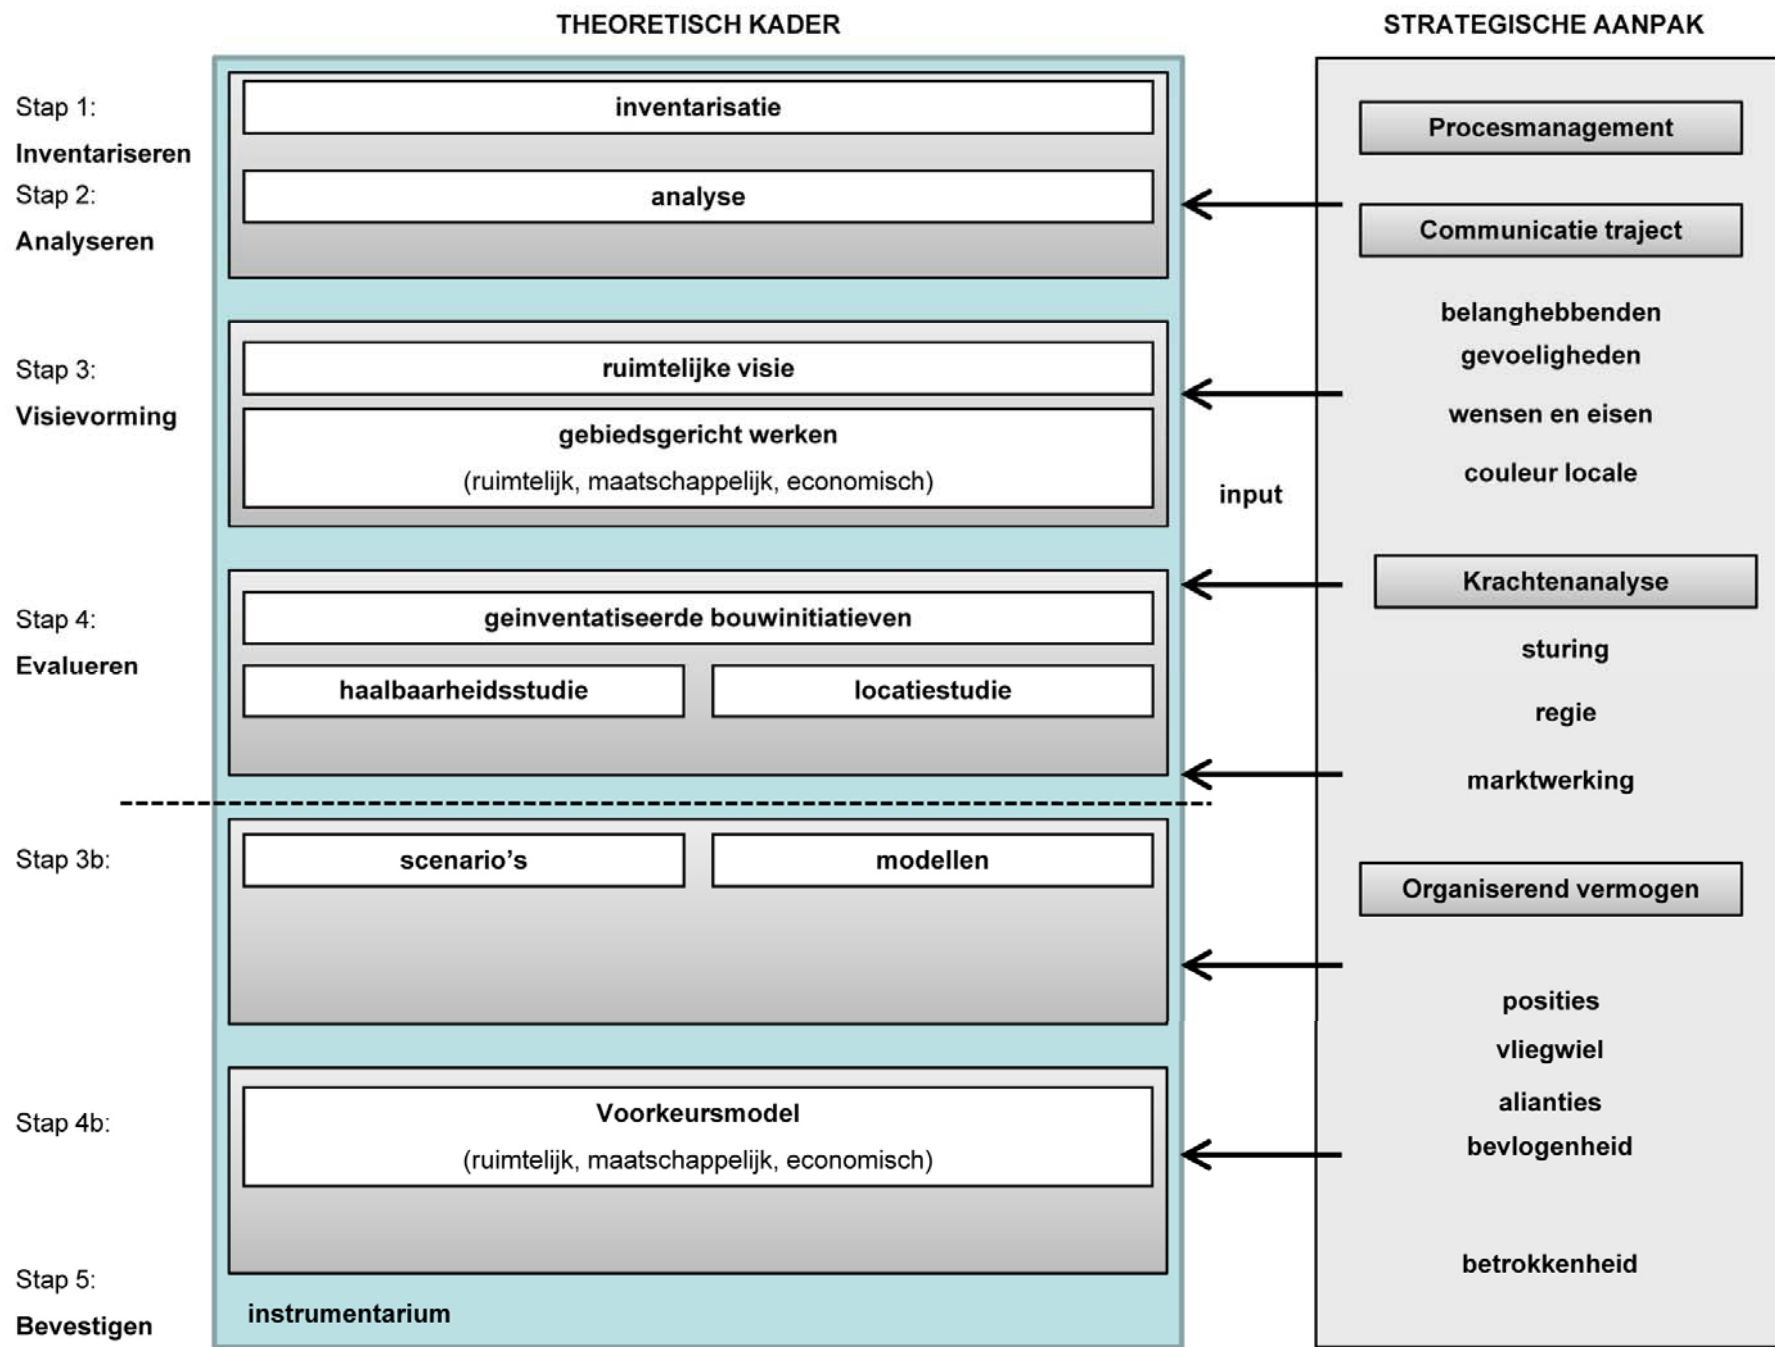 THEORETISCH KADER
STRATEGISCHE AANPAK
Stap 1:
Inventariseren
Stap 2:
Analyseren
inventarisatie
analyse
Stap 3:
Visievorming
ruimtelijke visie
gebiedsgericht werken
(ruimtelijk, maatschappelijk, economisch)
Stap 4:
Evalueren
geinventatiseerde bouwinitiatieven
haalbaarheidsstudie
locatiestudie
Stap 3b:
scenario’s
modellen
Stap 4b:
Voorkeursmodel
(ruimtelijk, maatschappelijk, economisch)
Stap 5:
Bevestigen
instrumentarium
input
Procesmanagement
Communicatie traject
belanghebbenden
gevoeligheden
wensen en eisen
couleur locale
Krachtenanalyse
sturing
regie
marktwerking
Organiserend vermogen
posities
vliegwiel
alianties
bevlogenheid
betrokkenheid